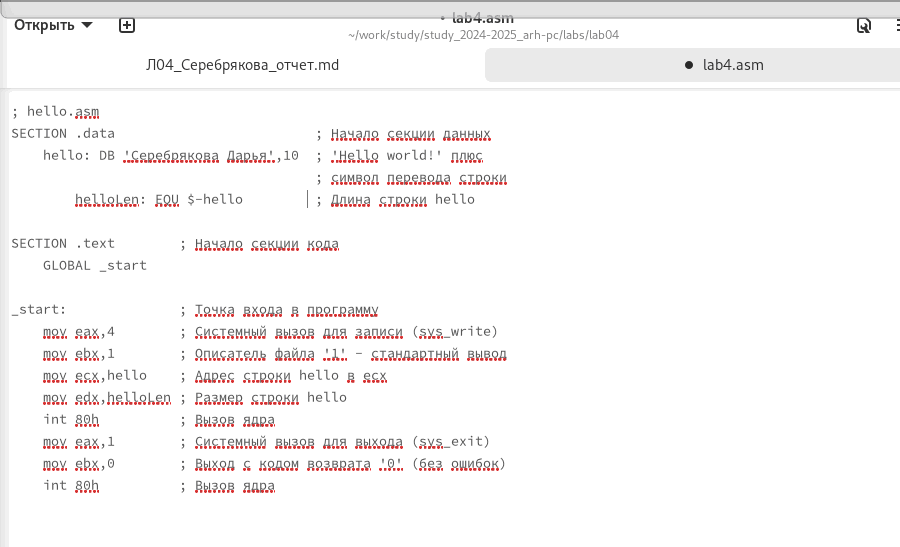 Открыть
• lab4.asm
~/work/study/study_2024-2025_arh-pc/labs/lab04
Л04_Серебрякова_отчет.md
● lab4.asm
; hello.asm
SECTION .data ; Начало секции данных
hello: DB 'Серебрякова Дарья',10 ; 'Hello world!' плюс
; символ перевода строки
helloLen: EQU $-hello ; Длина строки hello
SECTION .text ; Начало секции кода
GLOBAL _start
_start: ; Точка входа в программу
mov eax,4 ; Системный вызов для записи (sys_write)
mov ebx,1 ; Описатель файла '1' - стандартный вывод
mov ecx,hello ; Адрес строки hello в ecx
mov edx,helloLen ; Размер строки hello
int 80h ; Вызов ядра
mov eax,1 ; Системный вызов для выхода (sys_exit)
mov ebx,0 ; Выход с кодом возврата '0' (без ошибок)
int 80h ; Вызов ядра